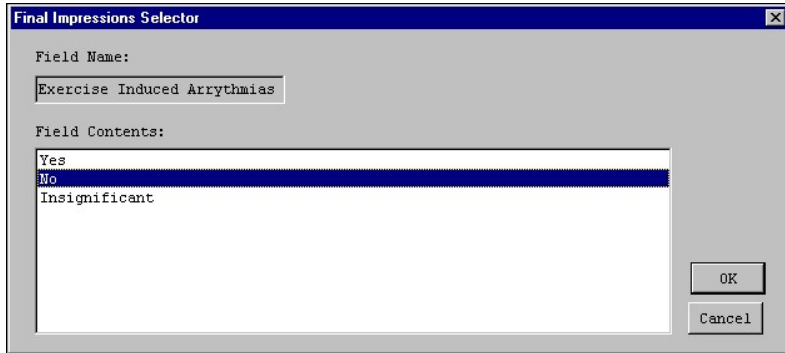 Final Impressions Selector
Field Name:
Exercise Induced Arrythmias
Field Contents:
Yes
No
Insignificant
OK
Cancel